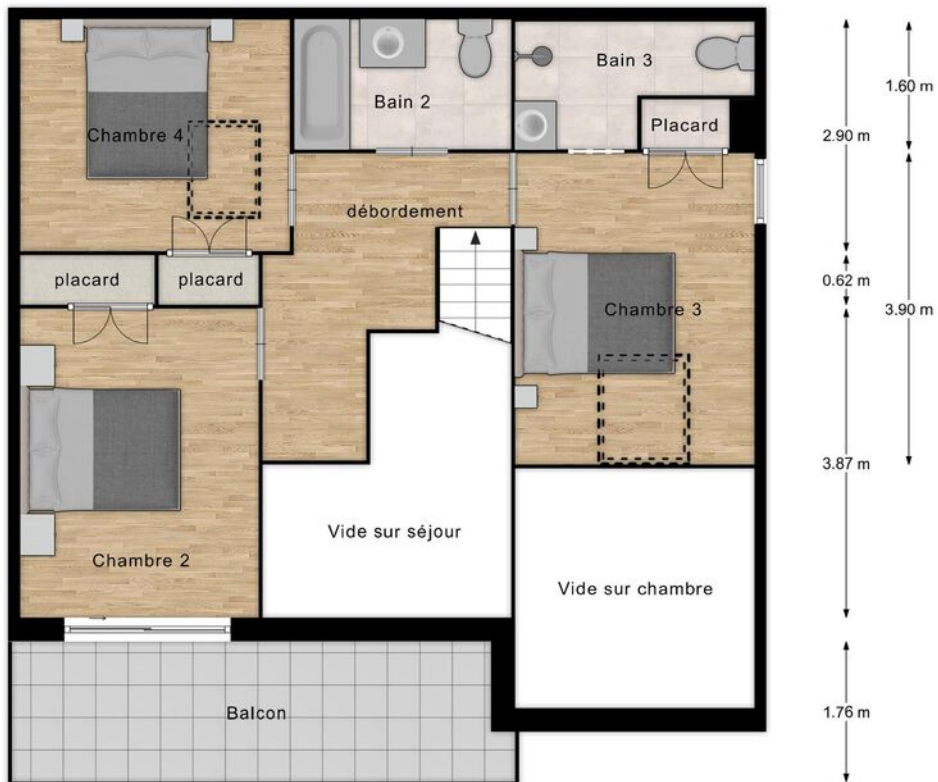 Bain 3
1.60 m
Bain 2
Placard
Chambre 4
2.90 m
débordement
placard
placard
0.62 m
Chambre 3
3.90 m
3.87 m
Vide sur séjour
Chambre 2
Vide sur chambre
Balcon
1.76 m